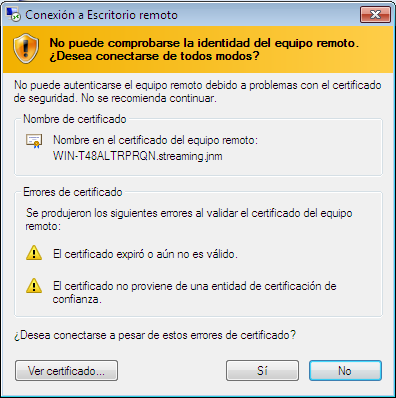 Conexión a Escritorio remoto
No puede comprobarse la identidad del equipo remoto.
¿Desea conectarse de todos modos?
No puede autenticarse el equipo remoto debido a problemas con el certificado
de seguridad. No se recomienda continuar.
Nombre de certificado
Nombre en el certificado del equipo remoto:
WIN-T48ALTRPRQN.streaming.jnm
Errores de certificado
Se produjeron los siguientes errores al validar el certificado del equipo
remoto:
El certificado expiró o aún no es válido.
El certificado no proviene de una entidad de certificación de
confianza.
¿Desea conectarse a pesar de estos errores de certificado?
Ver certificado...
Sí
No